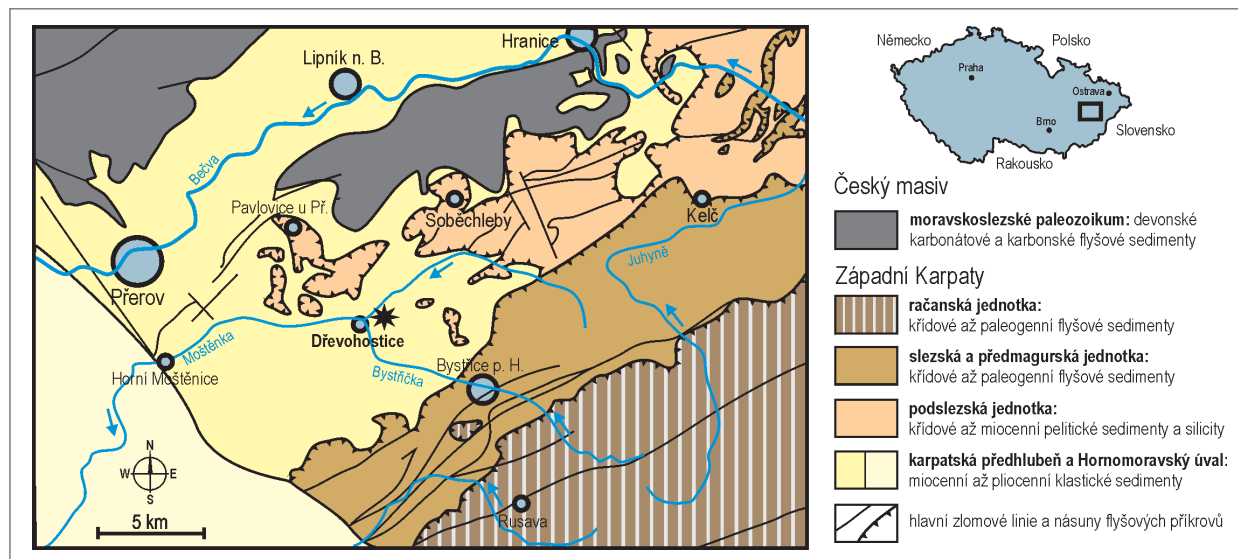 Hranice
Lipník n. B.
Bečva
Pavlovice u Př.
Soběchleby
Kelč
Přerov
Juhyně
Moštěnka
Dřevohostice
Horní Moštěnice
Bystřička
Bystřice p. H.
Rusava
N
W E
S
5 km
Německo
Polsko
Praha
Ostrava
Brno
Slovensko
Rakousko
Český masiv
moravskoslezské paleozoikum: devonské
karbonátové a karbonské flyšové sedimenty
Západní Karpaty
račanská jednotka:
křídové až paleogenní flyšové sedimenty
slezská a předmagurská jednotka:
křídové až paleogenní flyšové sedimenty
podslezská jednotka:
křídové až miocenní pelitické sedimenty a silicity
karpatská předhlubeň a Hornomoravský úval:
miocenní až pliocenní klastické sedimenty
hlavní zlomové linie a násuny flyšových příkrovů